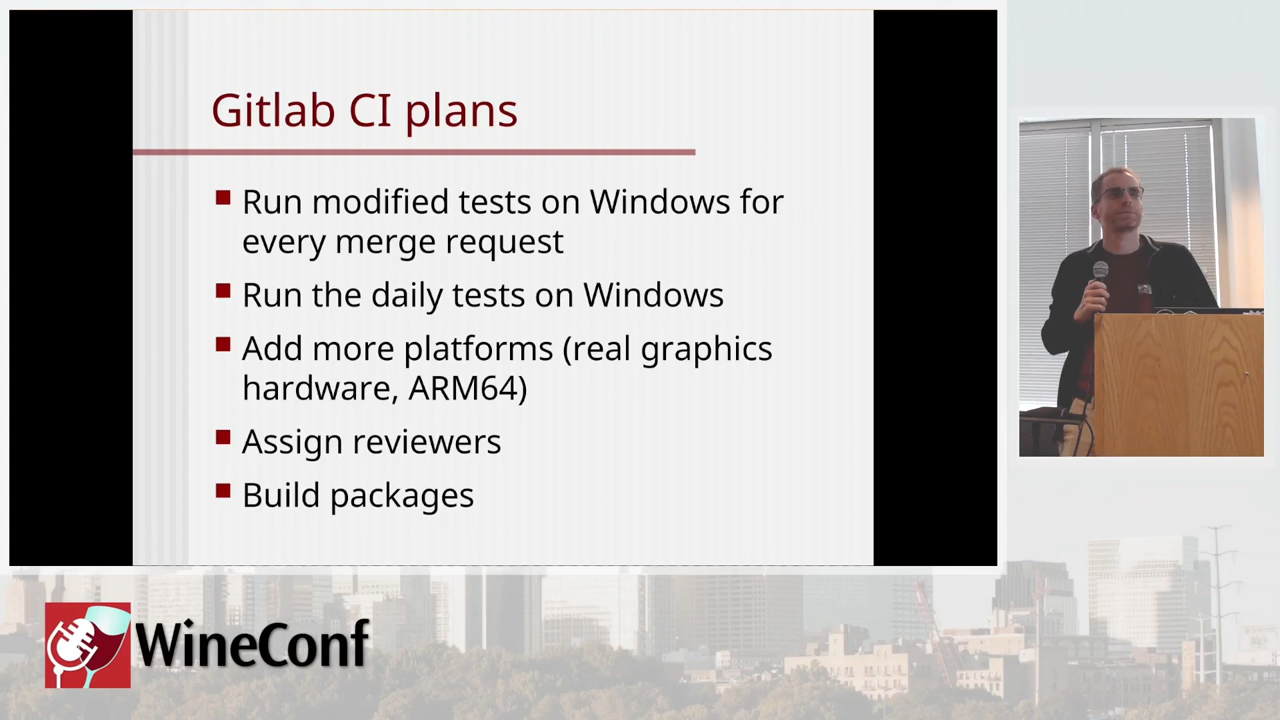 Gitlab CI plans
Run modified tests on Windows for
every merge request
Run the daily tests on Windows
Add more platforms (real graphics
hardware, ARM64)
Assign reviewers
Build packages
WineConf